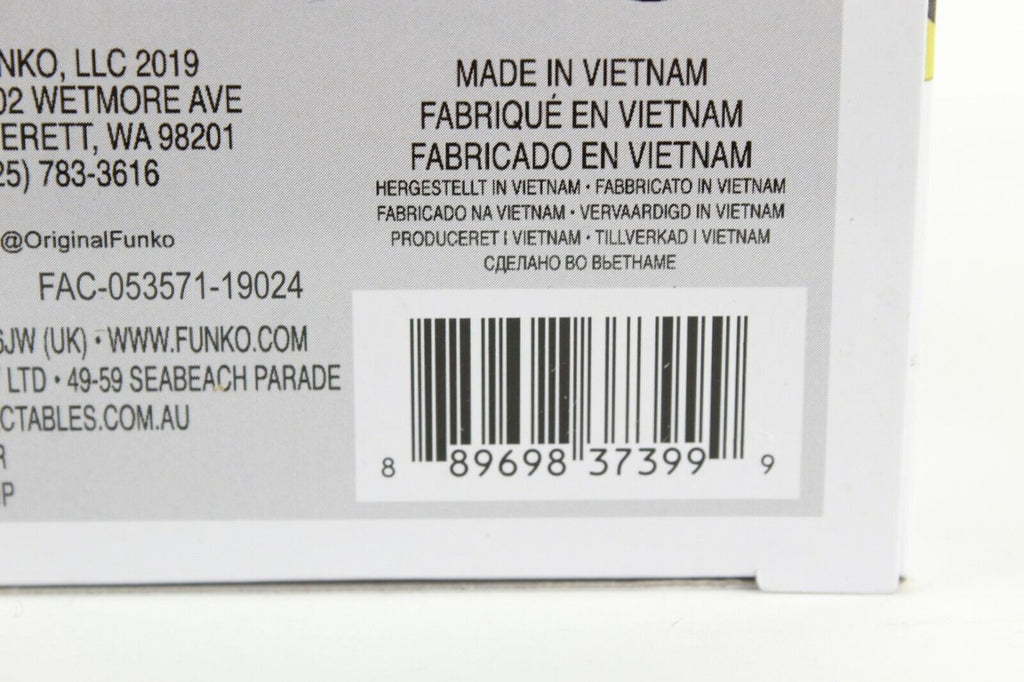 NKO, LLC 2019
02 WETMORE AVE
ERETT, WA 98201
25) 783-3616
@OriginalFunko
FAC-053571-19024
6JW (UK) • WWW.FUNKO.COM
LTD • 49-59 SEABEACH PARADE
CTABLES.COM.AU
R
IP
MADE IN VIETNAM
FABRIQUÉ EN VIETNAM
FABRICADO EN VIETNAM
HERGESTELLT IN VIETNAM • FABBRICATO IN VIETNAM
FABRICADO NA VIETNAM • VERVAARDIGD IN VIETNAM
PRODUCERET I VIETNAM • TILLVERKAD I VIETNAM
СДЕЛАНО ВО ВЬЕТНАМЕ
8 89698 37399 9